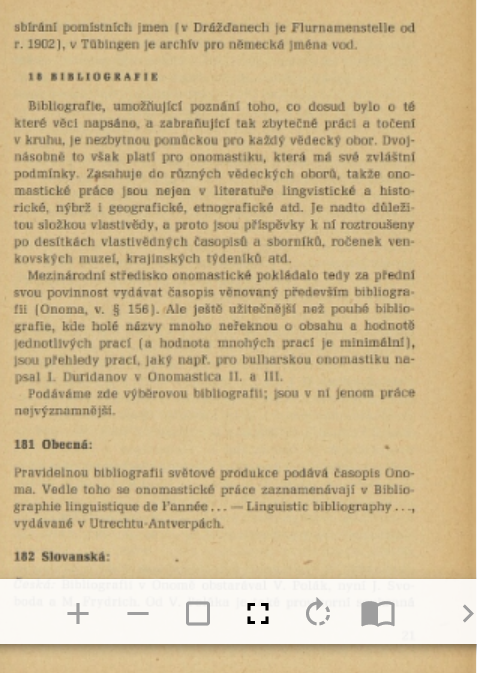 sbírání pomístních jmen (v Drážďanech je Flurnamenstelle od
r. 1902), v Tübingen je archív pro německá jména vod.
18 BIBLIOGRAFIE
Bibliografie, umožňující poznání toho, co dosud bylo o té
které věci napsáno, a zabraňující tak zbytečné práci a točení
v kruhu, je nezbytnou pomůckou pro každý vědecký obor. Dvoj-
násobně to však platí pro onomastiku, která má své zvláštní
podmínky. Zasahuje do různých vědeckých oborů, takže ono-
mastické práce jsou nejen v literatuře lingvistické a histo-
rické, nýbrž i geografické, etnografické atd. Je nadto důleži-
tou složkou vlastivědy, a proto jsou příspěvky k ní roztroušeny
po desítkách vlastivědných časopisů a sborníků, ročenek ven-
kovských muzeí, krajinských týdeníků atd.
Mezinárodní středisko onomastické pokládalo tedy za přední
svou povinnost vydávat časopis věnovaný především bibliogra-
fii (Onoma, v. § 156). Ale ještě užitečnější než pouhé biblio-
grafie, kde holé názvy mnoho neřeknou o obsahu a hodnotě
jednotlivých prací (a hodnota mnohých prací je minimální),
jsou přehledy prací, jaký např. pro bulharskou onomastiku na-
psal I. Duridanov v Onomastica II. a III.
Podáváme zde výběrovou bibliografii; jsou v ní jenom práce
nejvýznamnější.
181 Obecná:
Pravidelnou bibliografii světové produkce podává časopis Ono-
ma. Vedle toho se onomastické práce zaznamenávají v Biblio-
graphie linguistique de l'année... — Linguistic bibliography...,
vydávané v Utrechtu-Antverpách.
182 Slovanská:
21